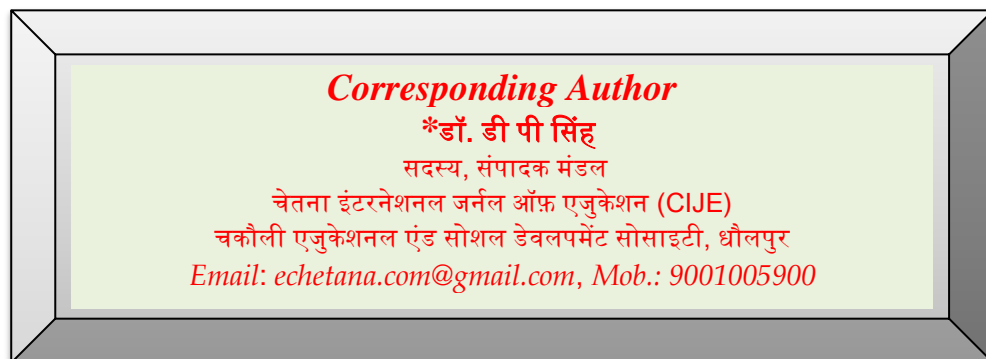 Corresponding Author
*डॉ. डी पी सिंह
सदस्य, संपादक मंडल
चेतना इंटरनेशनल जर्नल ऑफ़ एजुकेशन (CIJE)
चकौली एजुकेशनल एंड सोशल डेवलपमेंट सोसाइटी, धौलपुर
Email: echetana.com@gmail.com, Mob.: 9001005900